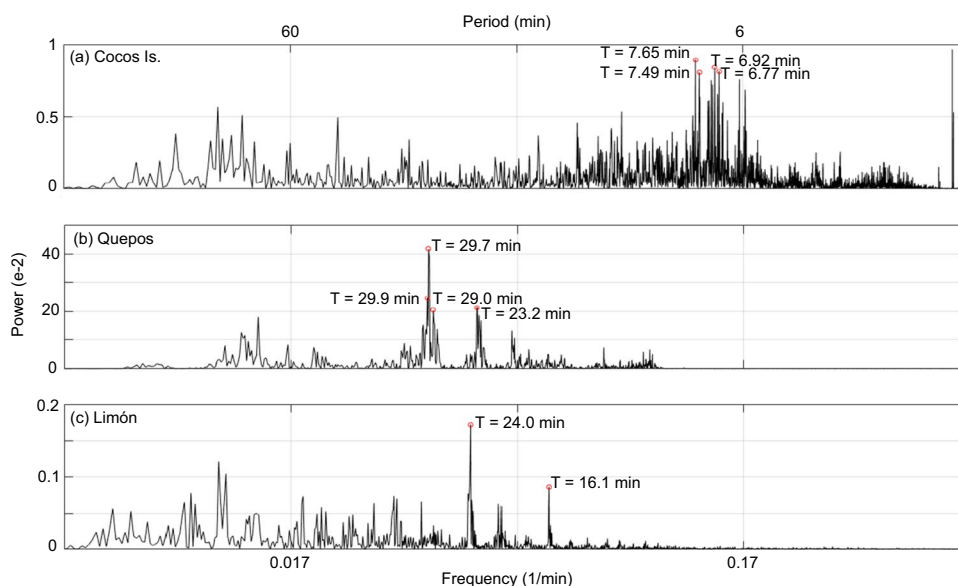 Period (min)
60
6
(a) Cocos Is.
1
0.5
0
T = 7.65 min
T = 6.92 min
T = 7.49 min
T = 6.77 min
(b) Quepos
40
20
0
T = 29.7 min
T = 29.9 min
T = 29.0 min
T = 23.2 min
Power (e-2)
(c) Limón
0.2
0.1
0
T = 24.0 min
T = 16.1 min
0.017
0.17
Frequency (1/min)